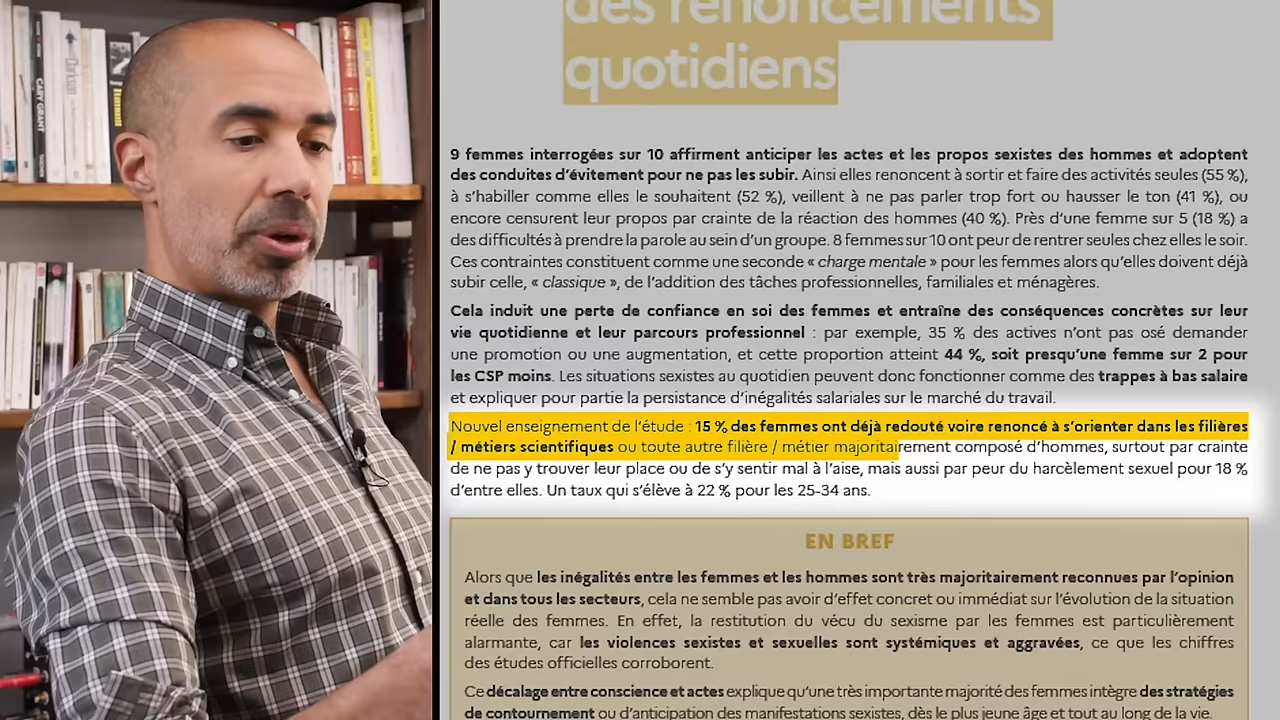 CARY GRANT
des renoncements
quotidiens
9 femmes interrogées sur 10 affirment anticiper les actes et les propos sexistes des hommes et adoptent
des conduites d’évitement pour ne pas les subir. Ainsi elles renoncent à sortir et faire des activités seules (55 %),
à s’habiller comme elles le souhaitent (52 %), veillent à ne pas parler trop fort ou hausser le ton (41 %), ou
encore censurent leur propos par crainte de la réaction des hommes (40 %). Près d’une femme sur 5 (18 %) a
des difficultés à prendre la parole au sein d’un groupe. 8 femmes sur 10 ont peur de rentrer seules chez elles le soir.
Ces contraintes constituent comme une seconde « charge mentale » pour les femmes alors qu’elles doivent déjà
subir celle, « classique », de l’addition des tâches professionnelles, familiales et ménagères.
Cela induit une perte de confiance en soi des femmes et entraîne des conséquences concrètes sur leur
vie quotidienne et leur parcours professionnel : par exemple, 35 % des actives n’ont pas osé demander
une promotion ou une augmentation, et cette proportion atteint 44 %, soit presqu’une femme sur 2 pour
les CSP moins. Les situations sexistes au quotidien peuvent donc fonctionner comme des trappes à bas salaire
et expliquer pour partie la persistance d’inégalités salariales sur le marché du travail.
Nouvel enseignement de l’étude : 15 % des femmes ont déjà redouté voire renoncé à s’orienter dans les filières
/ métiers scientifiques ou toute autre filière / métier majoritairement composé d’hommes, surtout par crainte
de ne pas y trouver leur place ou de s’y sentir mal à l’aise, mais aussi par peur du harcèlement sexuel pour 18 %
d’entre elles. Un taux qui s’élève à 22 % pour les 25-34 ans.
EN BREF
Alors que les inégalités entre les femmes et les hommes sont très majoritairement reconnues par l’opinion
et dans tous les secteurs, cela ne semble pas avoir d’effet concret ou immédiat sur l’évolution de la situation
réelle des femmes. En effet, la restitution du vécu du sexisme par les femmes est particulièrement
alarmante, car les violences sexistes et sexuelles sont systémiques et aggravées, ce que les chiffres
des études officielles corroborent.
Ce décalage entre conscience et actes explique qu’une très importante majorité des femmes intègre des stratégies
de contournement ou d’anticipation des manifestations sexistes, dès le plus jeune âge et tout au long de la vie.